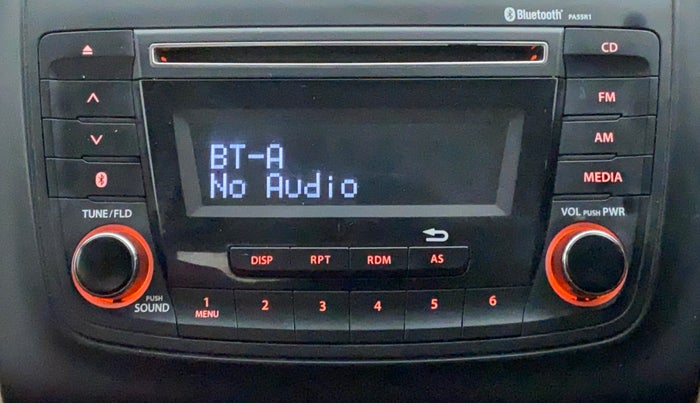 Bluetooth® PA5SR1
CD
FM
AM
MEDIA
BT-A
No Audio
TUNE/FLD
VOL PUSH PWR
DISP RPT RDM AS
PUSH
SOUND
1 2 3 4 5 6
MENU